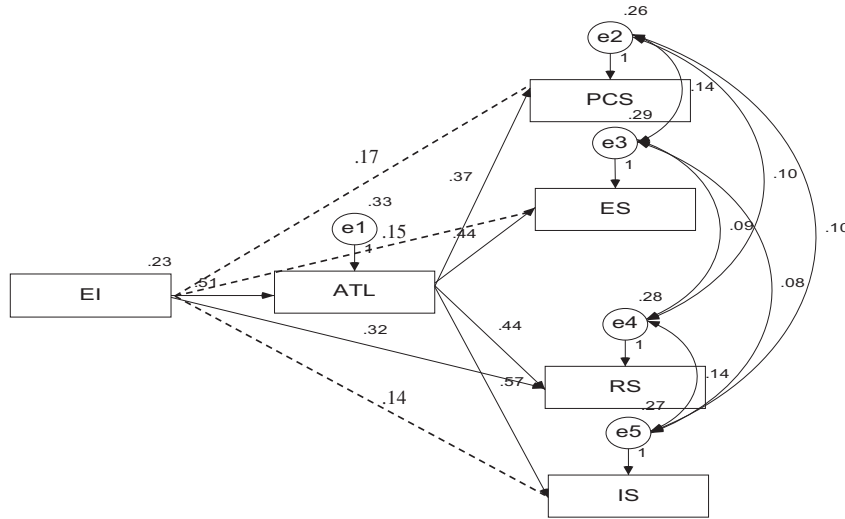 .26
e2
1
PCS
.14
.29
e3
1
.17
.37
.10
.33
ES
e1
.15
.44
.09
.10
1
.23
.51
EI
ATL
.08
.28
e4
.44
1
.32
.57
.14
RS
.14
.27
e5
1
IS